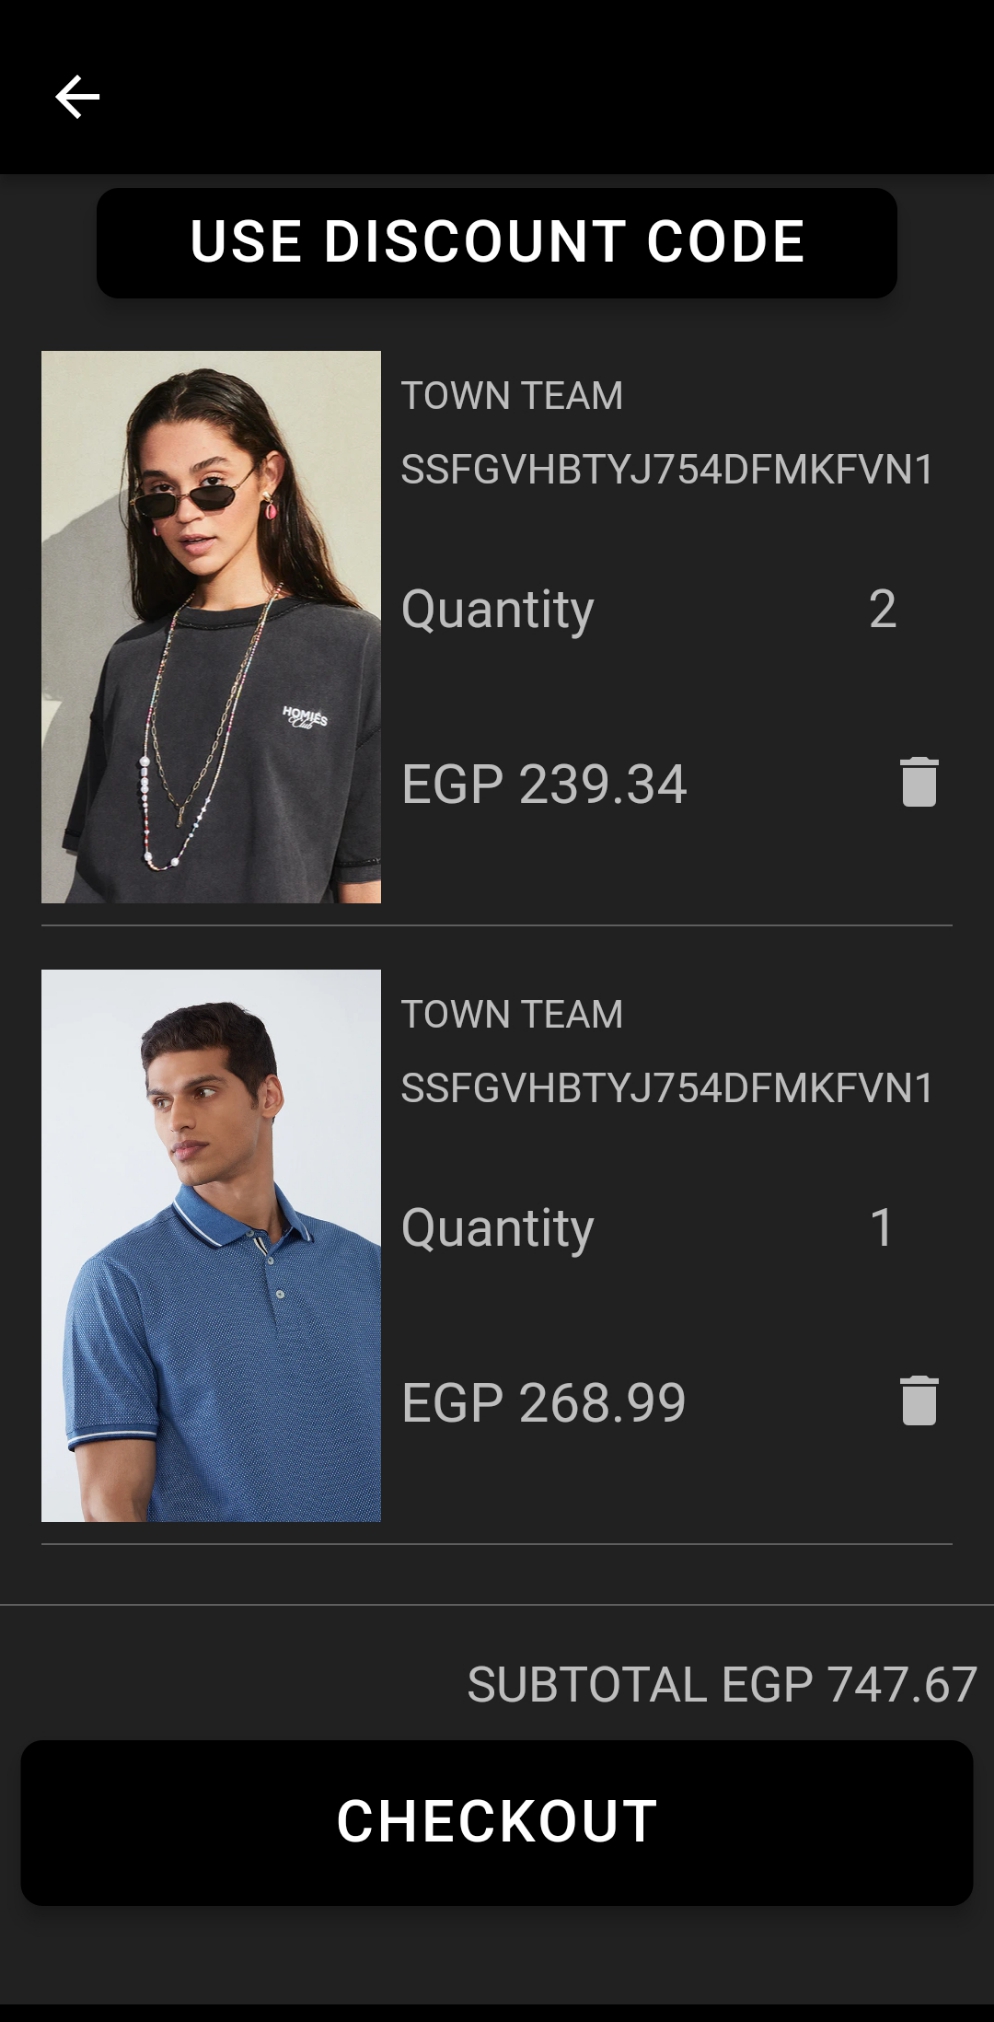 USE DISCOUNT CODE
TOWN TEAM
SSFGVHBTYJ754DFMKFVN1
Quantity 2
HOMIES
Club
EGP 239.34
TOWN TEAM
SSFGVHBTYJ754DFMKFVN1
Quantity 1
EGP 268.99
SUBTOTAL EGP 747.67
CHECKOUT